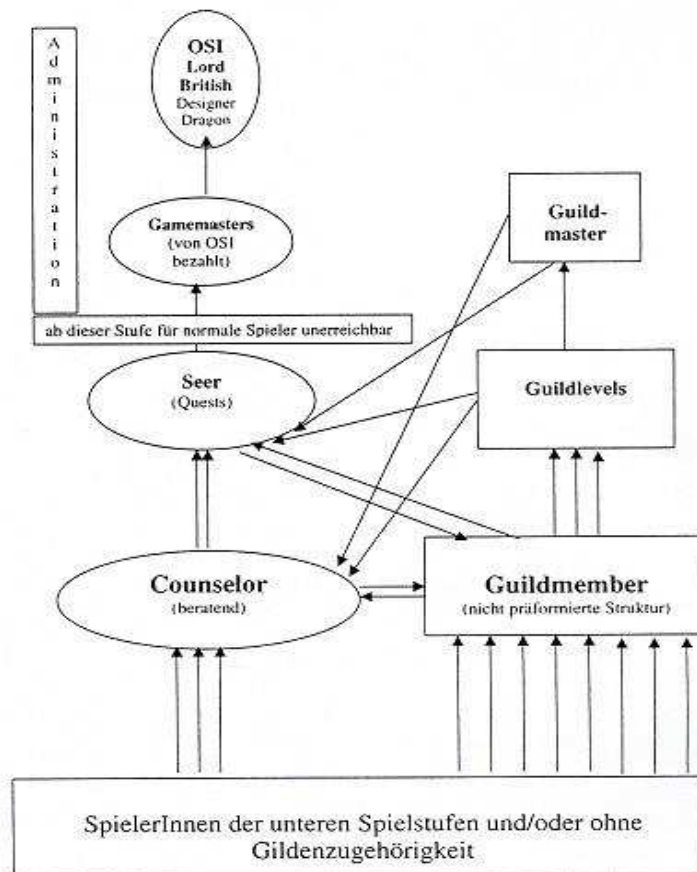 Administration
OSI
Lord
British
Designer
Dragon
Gamemasters
(von OSI
bezahlt)
Guild-
master
ab dieser Stufe für normale Spieler unerreichbar
Seer
(Quests)
Guildlevels
Counselor
(beratend)
Guildmember
(nicht präformierte Struktur)
SpielerInnen der unteren Spielstufen und/oder ohne
Gildenzugehörigkeit